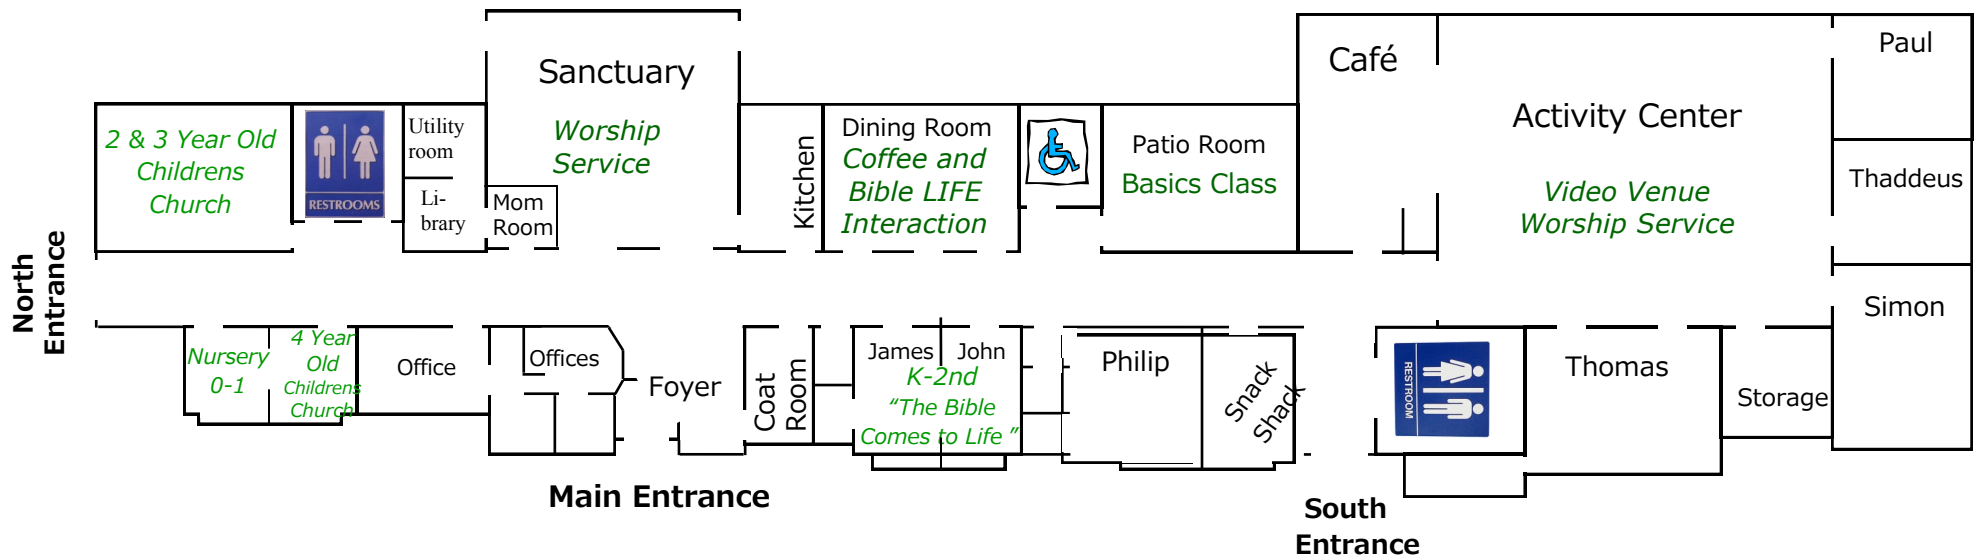 2 & 3 Year Old
Childrens
Church
RESTROOMS
Utility
room
Li-
brary
Mom
Room
Sanctuary
Worship
Service
Kitchen
Dining Room
Coffee and
Bible LIFE
Interaction
Patio Room
Basics Class
Café
Activity Center
Video Venue
Worship Service
Paul
Thaddeus
Simon
North
Entrance
Nursery
0-1
4 Year
Old
Childrens
Church
Office
Offices
Foyer
Coat
Room
James
John
K-2nd
“The Bible
Comes to Life ”
Philip
Snack
Shack
RESTROOM
Thomas
Storage
Main Entrance
South
Entrance